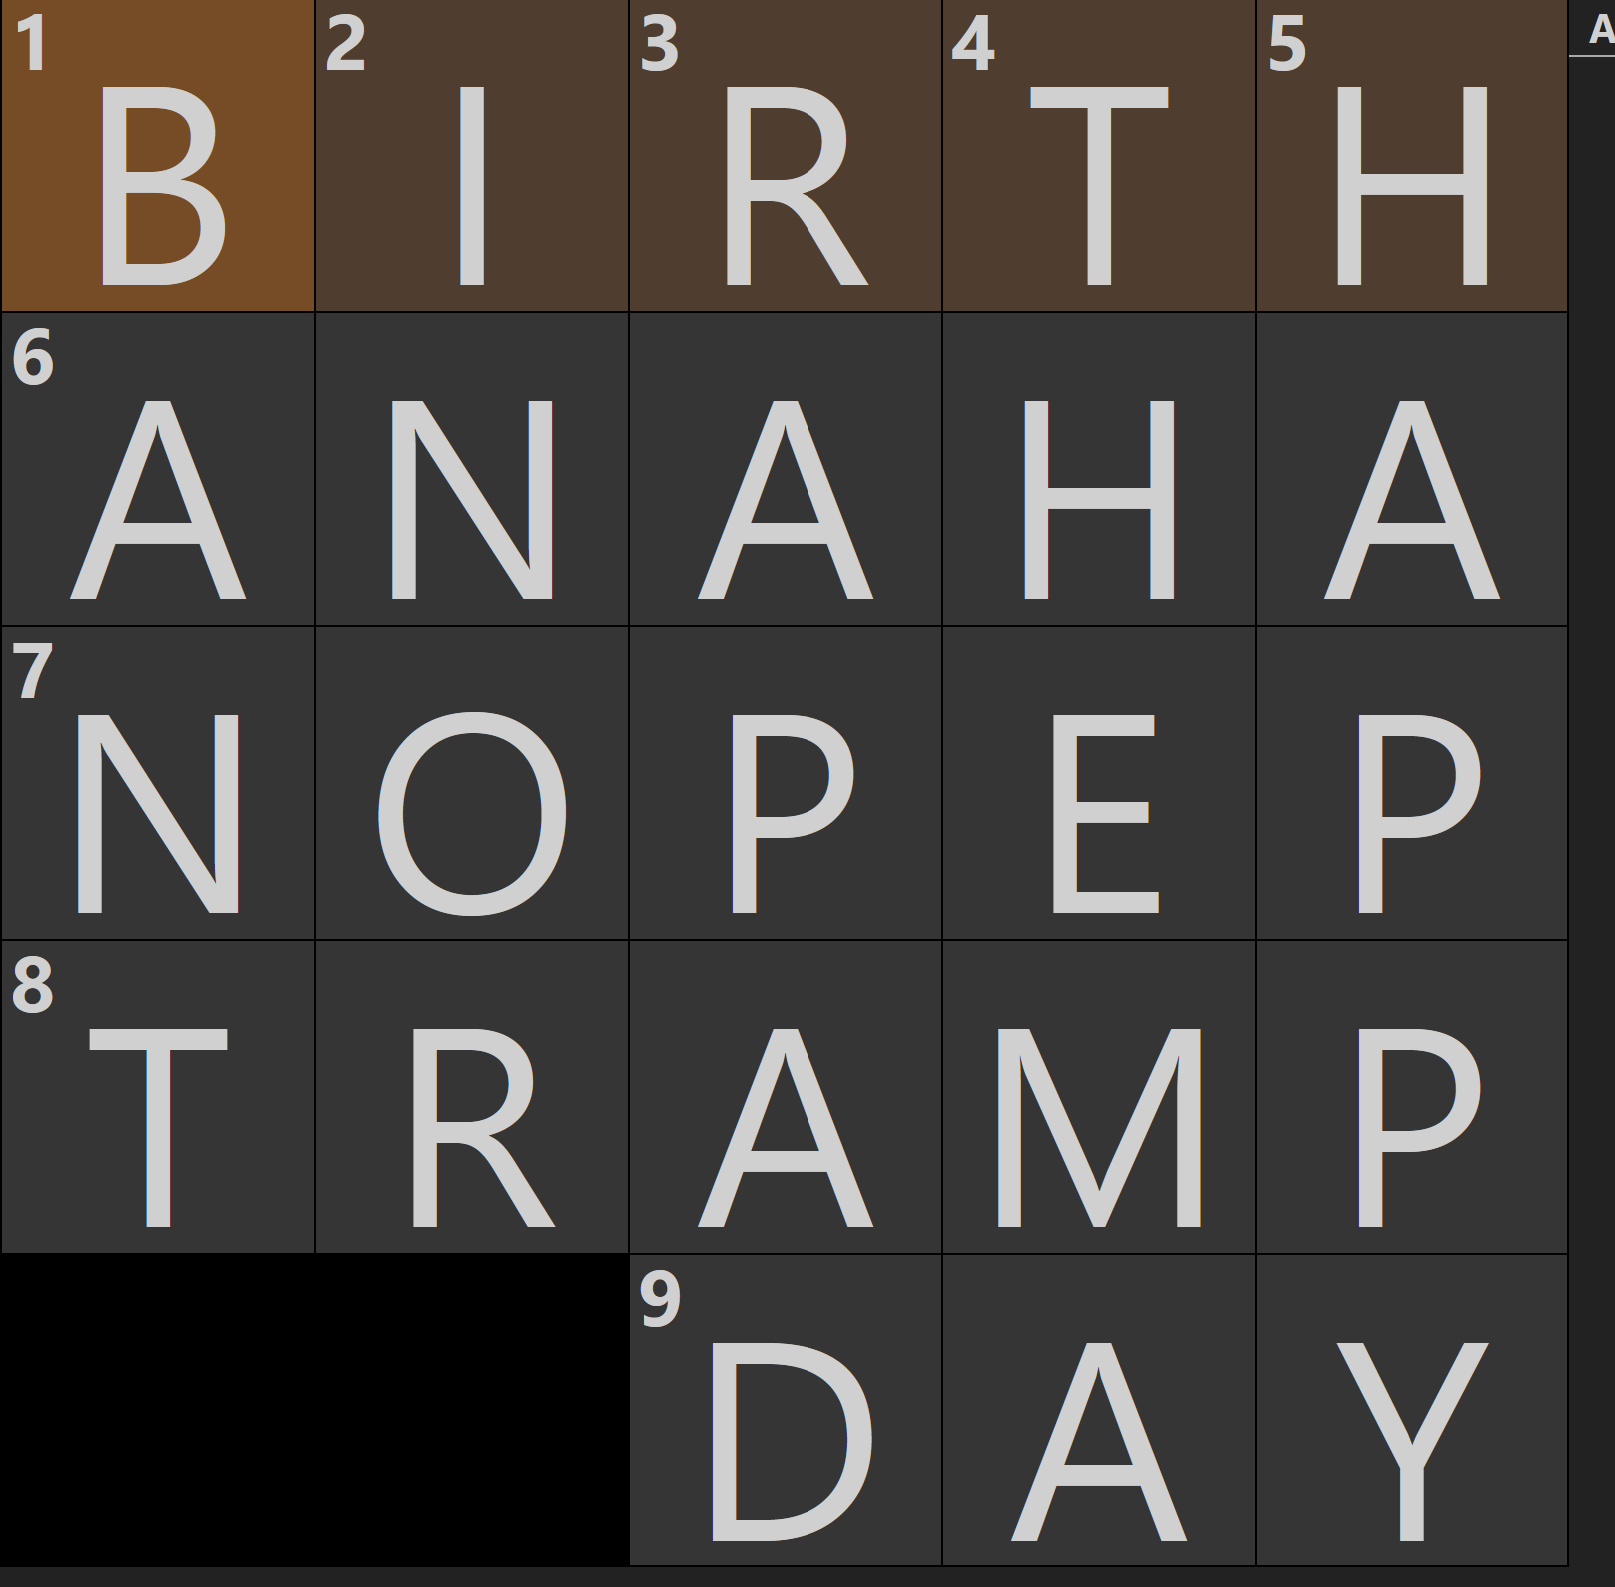 1 2 3 4 5 A
B I R T H
6
A N A H A
7
N O P E P
8
T R A M P
9
D A Y